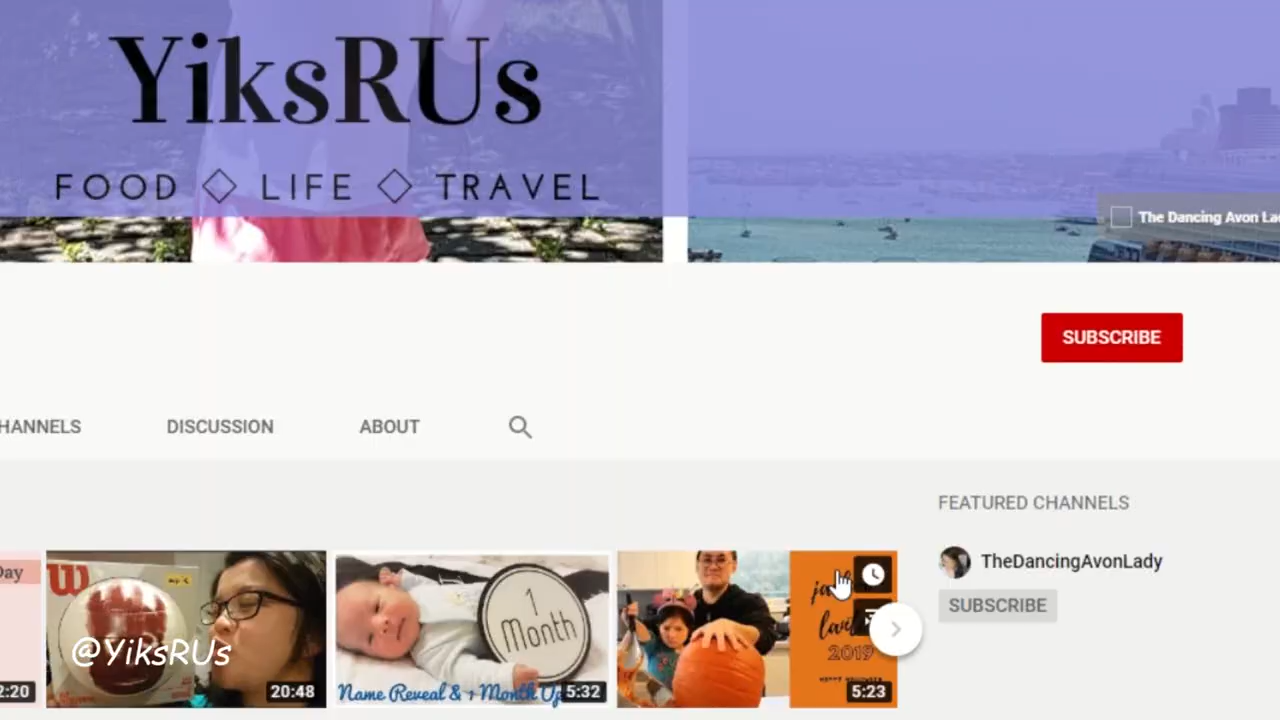 YiksRUs
FOOD ◇ LIFE ◇ TRAVEL
The Dancing Avon La
SUBSCRIBE
HANNELS
DISCUSSION
ABOUT
FEATURED CHANNELS
Day
1
Month
2019
TheDancingAvonLady
SUBSCRIBE
@YiksRUs
Name Reveal & 1 Month Up
2:20
20:48
5:32
5:23